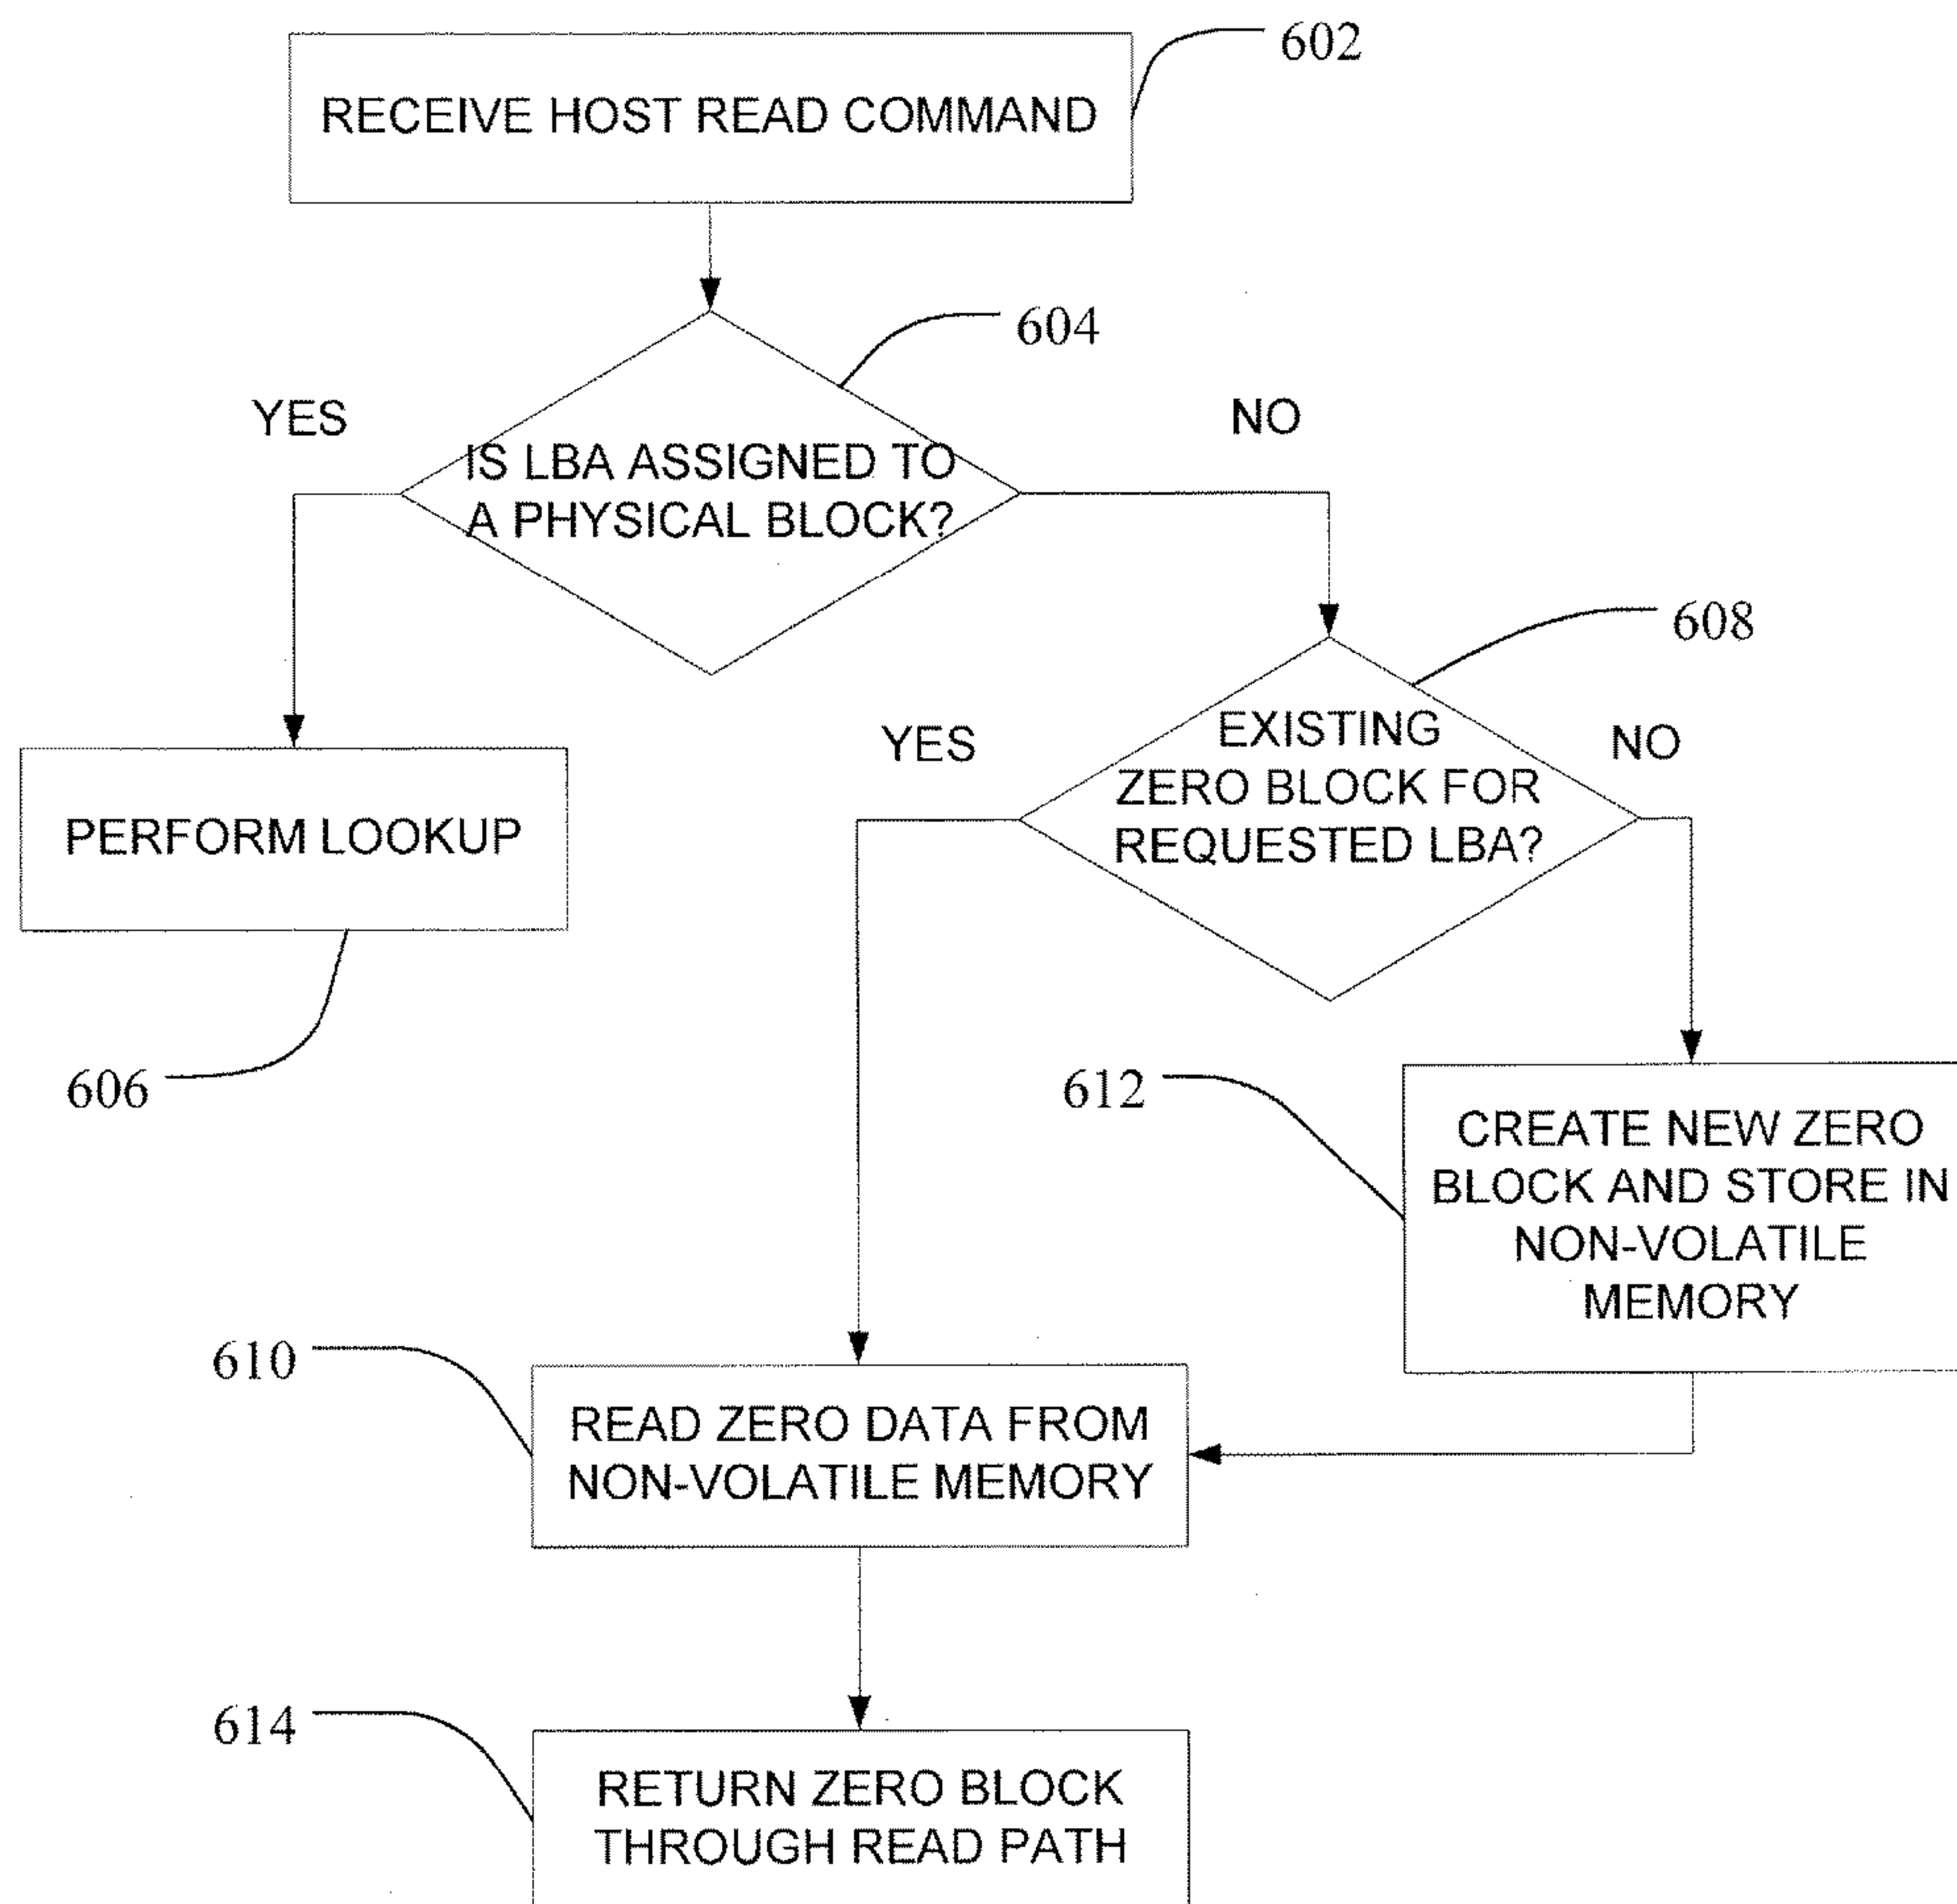 RECEIVE HOST READ COMMAND
602
604
YES
NO
IS LBA ASSIGNED TO
A PHYSICAL BLOCK?
608
YES
NO
EXISTING
ZERO BLOCK FOR
REQUESTED LBA?
PERFORM LOOKUP
606
612
CREATE NEW ZERO
BLOCK AND STORE IN
NON-VOLATILE
MEMORY
610
READ ZERO DATA FROM
NON-VOLATILE MEMORY
614
RETURN ZERO BLOCK
THROUGH READ PATH